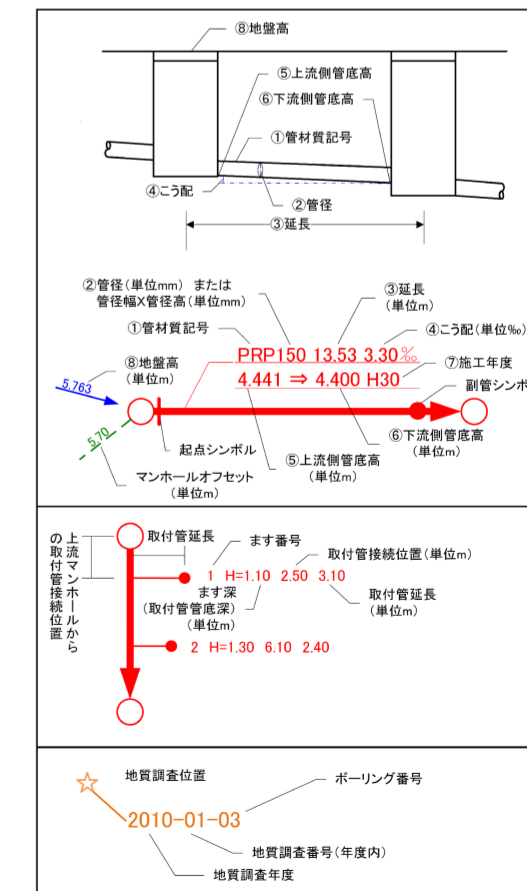 ⑧地盤高
⑤上流側管底高
⑥下流側管底高
①管材質記号
④こう配
②管径
③延長
②管径(単位mm) または
管径幅X管径高(単位mm)
③延長
(単位m)
①管材質記号
④こう配(単位‰)
PRP150 13.53 3.30‰
⑧地盤高
(単位m)
⑦施工年度
4.441 ⇒ 4.400 H30
5.763
副管シンボ
5.70
起点シンボル
⑥下流側管底高
(単位m)
⑤上流側管底高
(単位m)
マンホールオフセット
(単位m)
上流マンホールから
の取付管接続位置
取付管延長
ます番号
取付管接続位置(単位m)
1 H=1.10 2.50 3.10
ます深
(取付管管底深)
(単位m)
取付管延長
(単位m)
2 H=1.30 6.10 2.40
地質調査位置
ボーリング番号
2010-01-03
地質調査番号(年度内)
地質調査年度